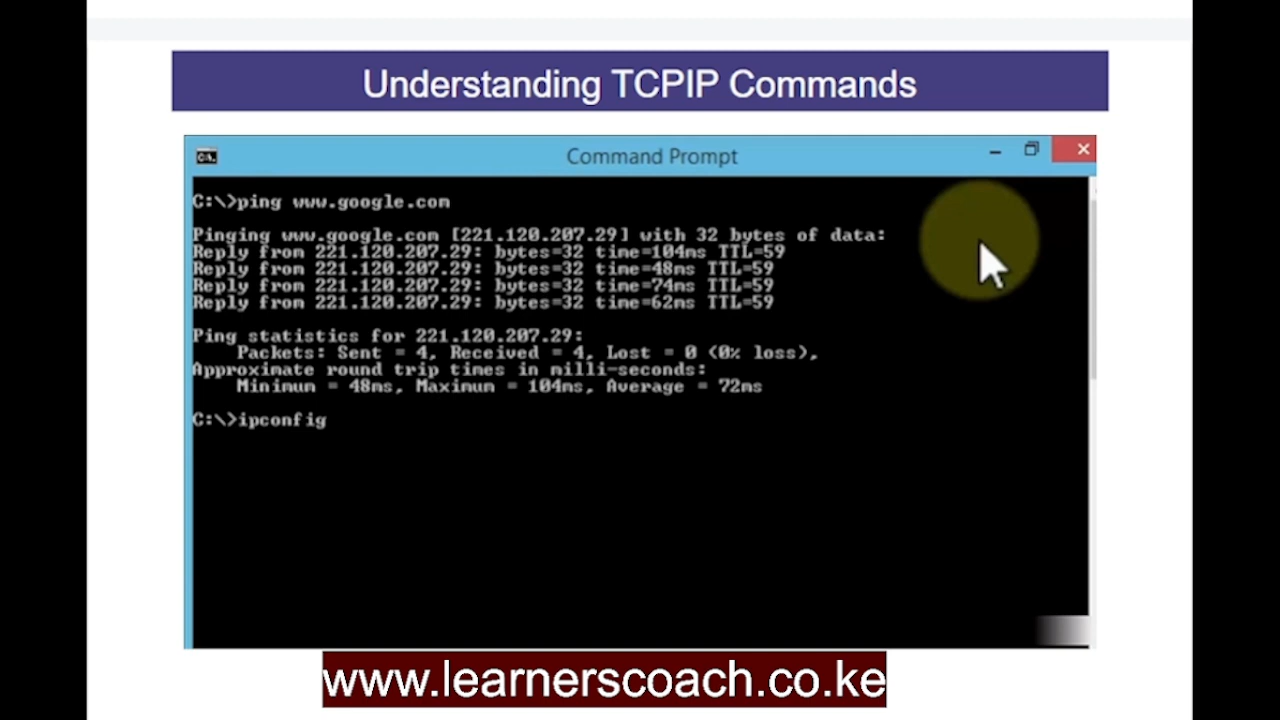 Understanding TCPIP Commands
C:\.
Command Prompt
C:\>ping www.google.com
Pinging www.google.com [221.120.207.29] with 32 bytes of data:
Reply from 221.120.207.29: bytes=32 time=104ms TTL=59
Reply from 221.120.207.29: bytes=32 time=48ms TTL=59
Reply from 221.120.207.29: bytes=32 time=74ms TTL=59
Reply from 221.120.207.29: bytes=32 time=62ms TTL=59
Ping statistics for 221.120.207.29:
Packets: Sent = 4, Received = 4, Lost = 0 (0% loss),
Approximate round trip times in milli-seconds:
Minimum = 48ms, Maximum = 104ms, Average = 72ms
C:\>ipconfig
www.learnerscoach.co.ke